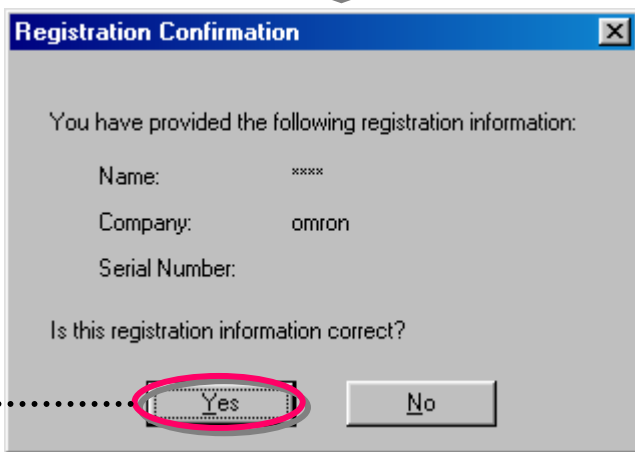 Registration Confirmation
You have provided the following registration information:
Name: ****
Company: omron
Serial Number:
Is this registration information correct?
Yes No